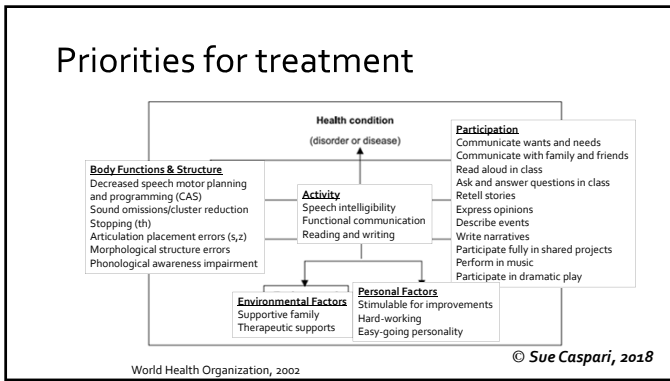 Priorities for treatment
Health condition
(disorder or disease)
Body Functions & Structure
Decreased speech motor planning
and programming (CAS)
Sound omissions/cluster reduction
Stopping (th)
Articulation placement errors (s,z)
Morphological structure errors
Phonological awareness impairment
Activity
Speech intelligibility
Functional communication
Reading and writing
Participation
Communicate wants and needs
Communicate with family and friends
Read aloud in class
Ask and answer questions in class
Retell stories
Express opinions
Describe events
Write narratives
Participate fully in shared projects
Perform in music
Participate in dramatic play
Environmental Factors
Supportive family
Therapeutic supports
Personal Factors
Stimulable for improvements
Hard-working
Easy-going personality
© Sue Caspari, 2018
World Health Organization, 2002